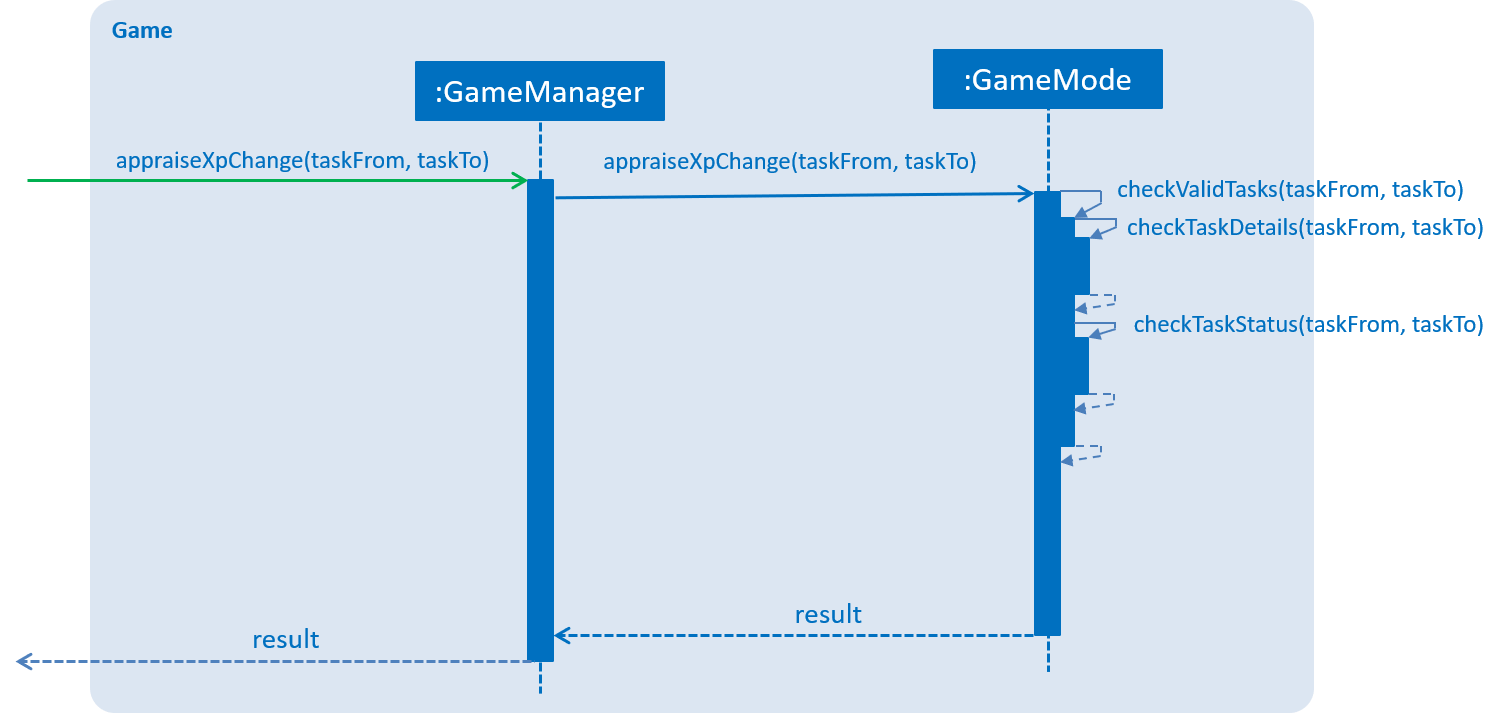 Game
:GameManager
:GameMode
appraiseXpChange(taskFrom, taskTo)
appraiseXpChange(taskFrom, taskTo)
checkValidTasks(taskFrom, taskTo)
checkTaskDetails(taskFrom, taskTo)
checkTaskStatus(taskFrom, taskTo)
result
result